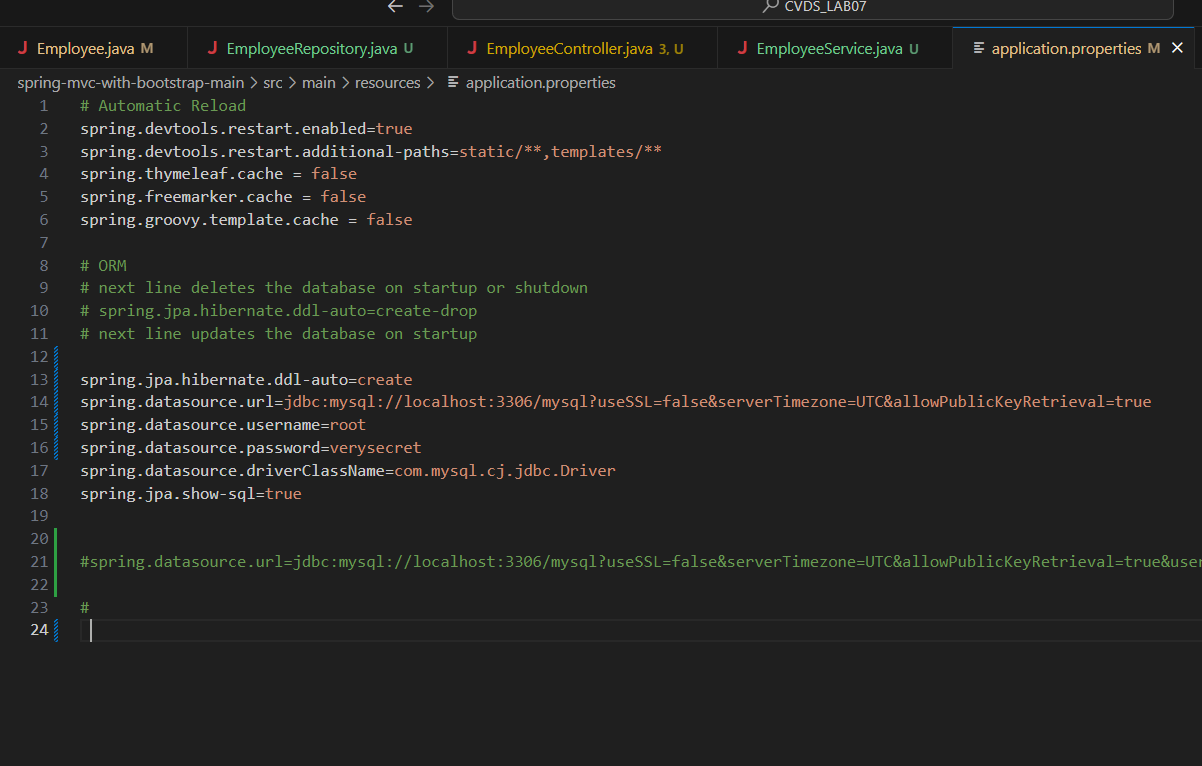 CVDS_LAB07
J Employee.java M J EmployeeRepository.java U J EmployeeController.java 3, U J EmployeeService.java U application.properties M
spring-mvc-with-bootstrap-main > src > main > resources > application.properties
1 # Automatic Reload
2 spring.devtools.restart.enabled=true
3 spring.devtools.restart.additional-paths=static/**,templates/**
4 spring.thymeleaf.cache = false
5 spring.freemarker.cache = false
6 spring.groovy.template.cache = false
7
8 # ORM
9 # next line deletes the database on startup or shutdown
10 # spring.jpa.hibernate.ddl-auto=create-drop
11 # next line updates the database on startup
12
13 spring.jpa.hibernate.ddl-auto=create
14 spring.datasource.url=jdbc:mysql://localhost:3306/mysql?useSSL=false&serverTimezone=UTC&allowPublicKeyRetrieval=true
15 spring.datasource.username=root
16 spring.datasource.password=verysecret
17 spring.datasource.driverClassName=com.mysql.cj.jdbc.Driver
18 spring.jpa.show-sql=true
19
20
21 #spring.datasource.url=jdbc:mysql://localhost:3306/mysql?useSSL=false&serverTimezone=UTC&allowPublicKeyRetrieval=true&user
22
23 #
24